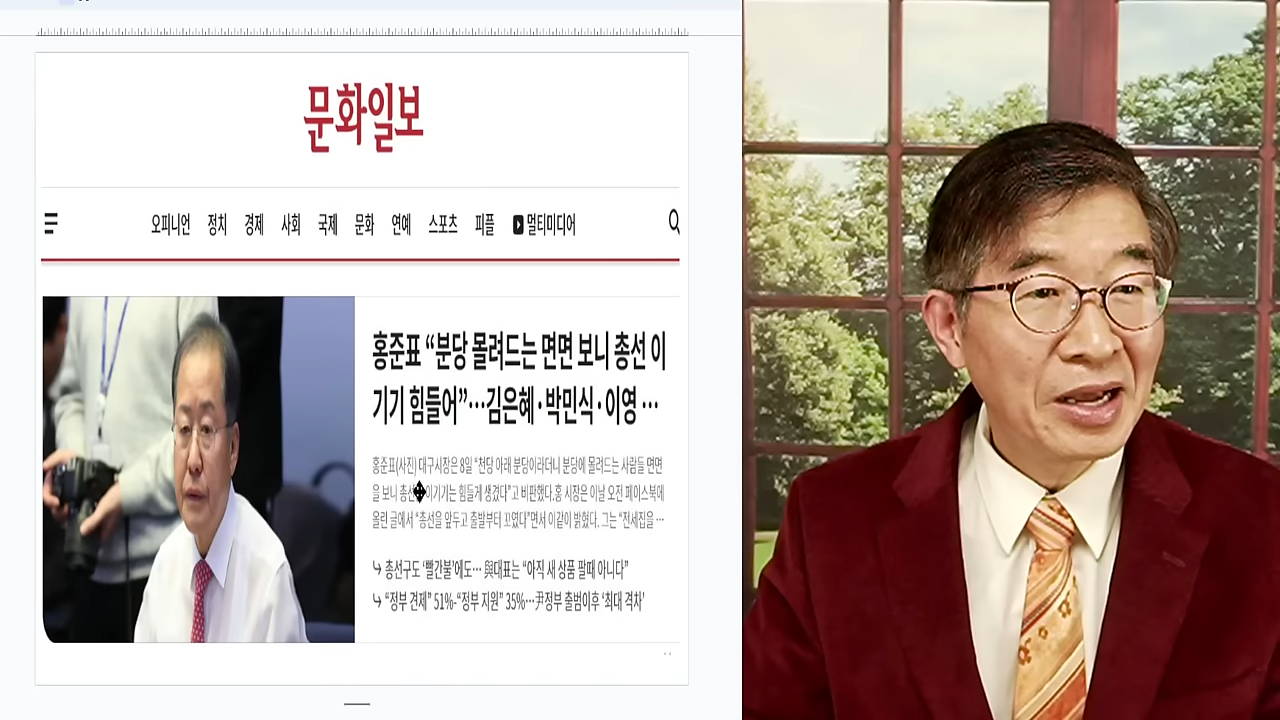 문화일보
오피니언 정치 경제 사회 국제 문화 연예 스포츠 피플 멀티미디어
홍준표 “분당 몰려드는 면면 보니 총선 이
기기 힘들어”…김은혜·박민식·이영 …
홍준표(사진) 대구시장은 8일 “천당 아래 분당이라더니 분당에 몰려드는 사람들 면면
을 보니 총선 이기기는 힘들게 생겼다”고 비판했다.홍 시장은 이날 오전 페이스북에
올린 글에서 “총선을 앞두고 출발부터 꼬였다”면서 이같이 밝혔다. 그는 “전세집을 …
↳ 총선구도 ‘빨간불’에도… 與대표는 “아직 새 상품 팔때 아니다”
↳ “정부 견제” 51%-“정부 지원” 35%…尹정부 출범이후 ‘최대 격차’